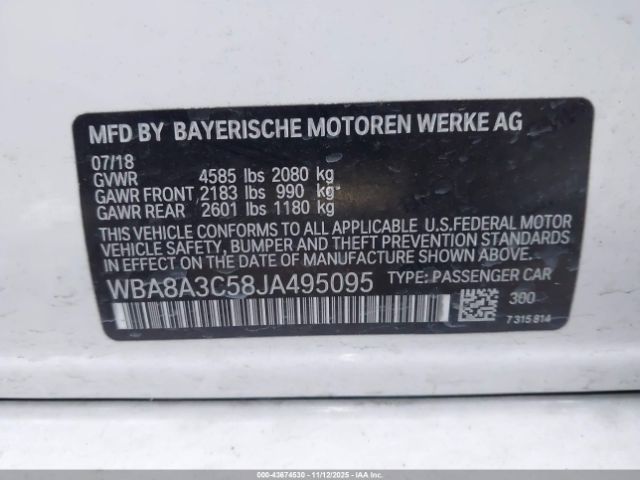 MFD BY BAYERISCHE MOTOREN WERKE AG
07/18
GVWR 4585 lbs 2080 kg
GAWR FRONT 2183 lbs 990 kg
GAWR REAR 2601 lbs 1180 kg
THIS VEHICLE CONFORMS TO ALL APPLICABLE U.S.FEDERAL MOTOR
VEHICLE SAFETY, BUMPER AND THEFT PREVENTION STANDARDS
IN EFFECT ON THE DATE OF MANUFACTURE SHOWN ABOVE.
WBA8A3C58JA495095 TYPE: PASSENGER CAR
300
7 315 814
000-43674530 - 11/12/2025 - IAAI.COM